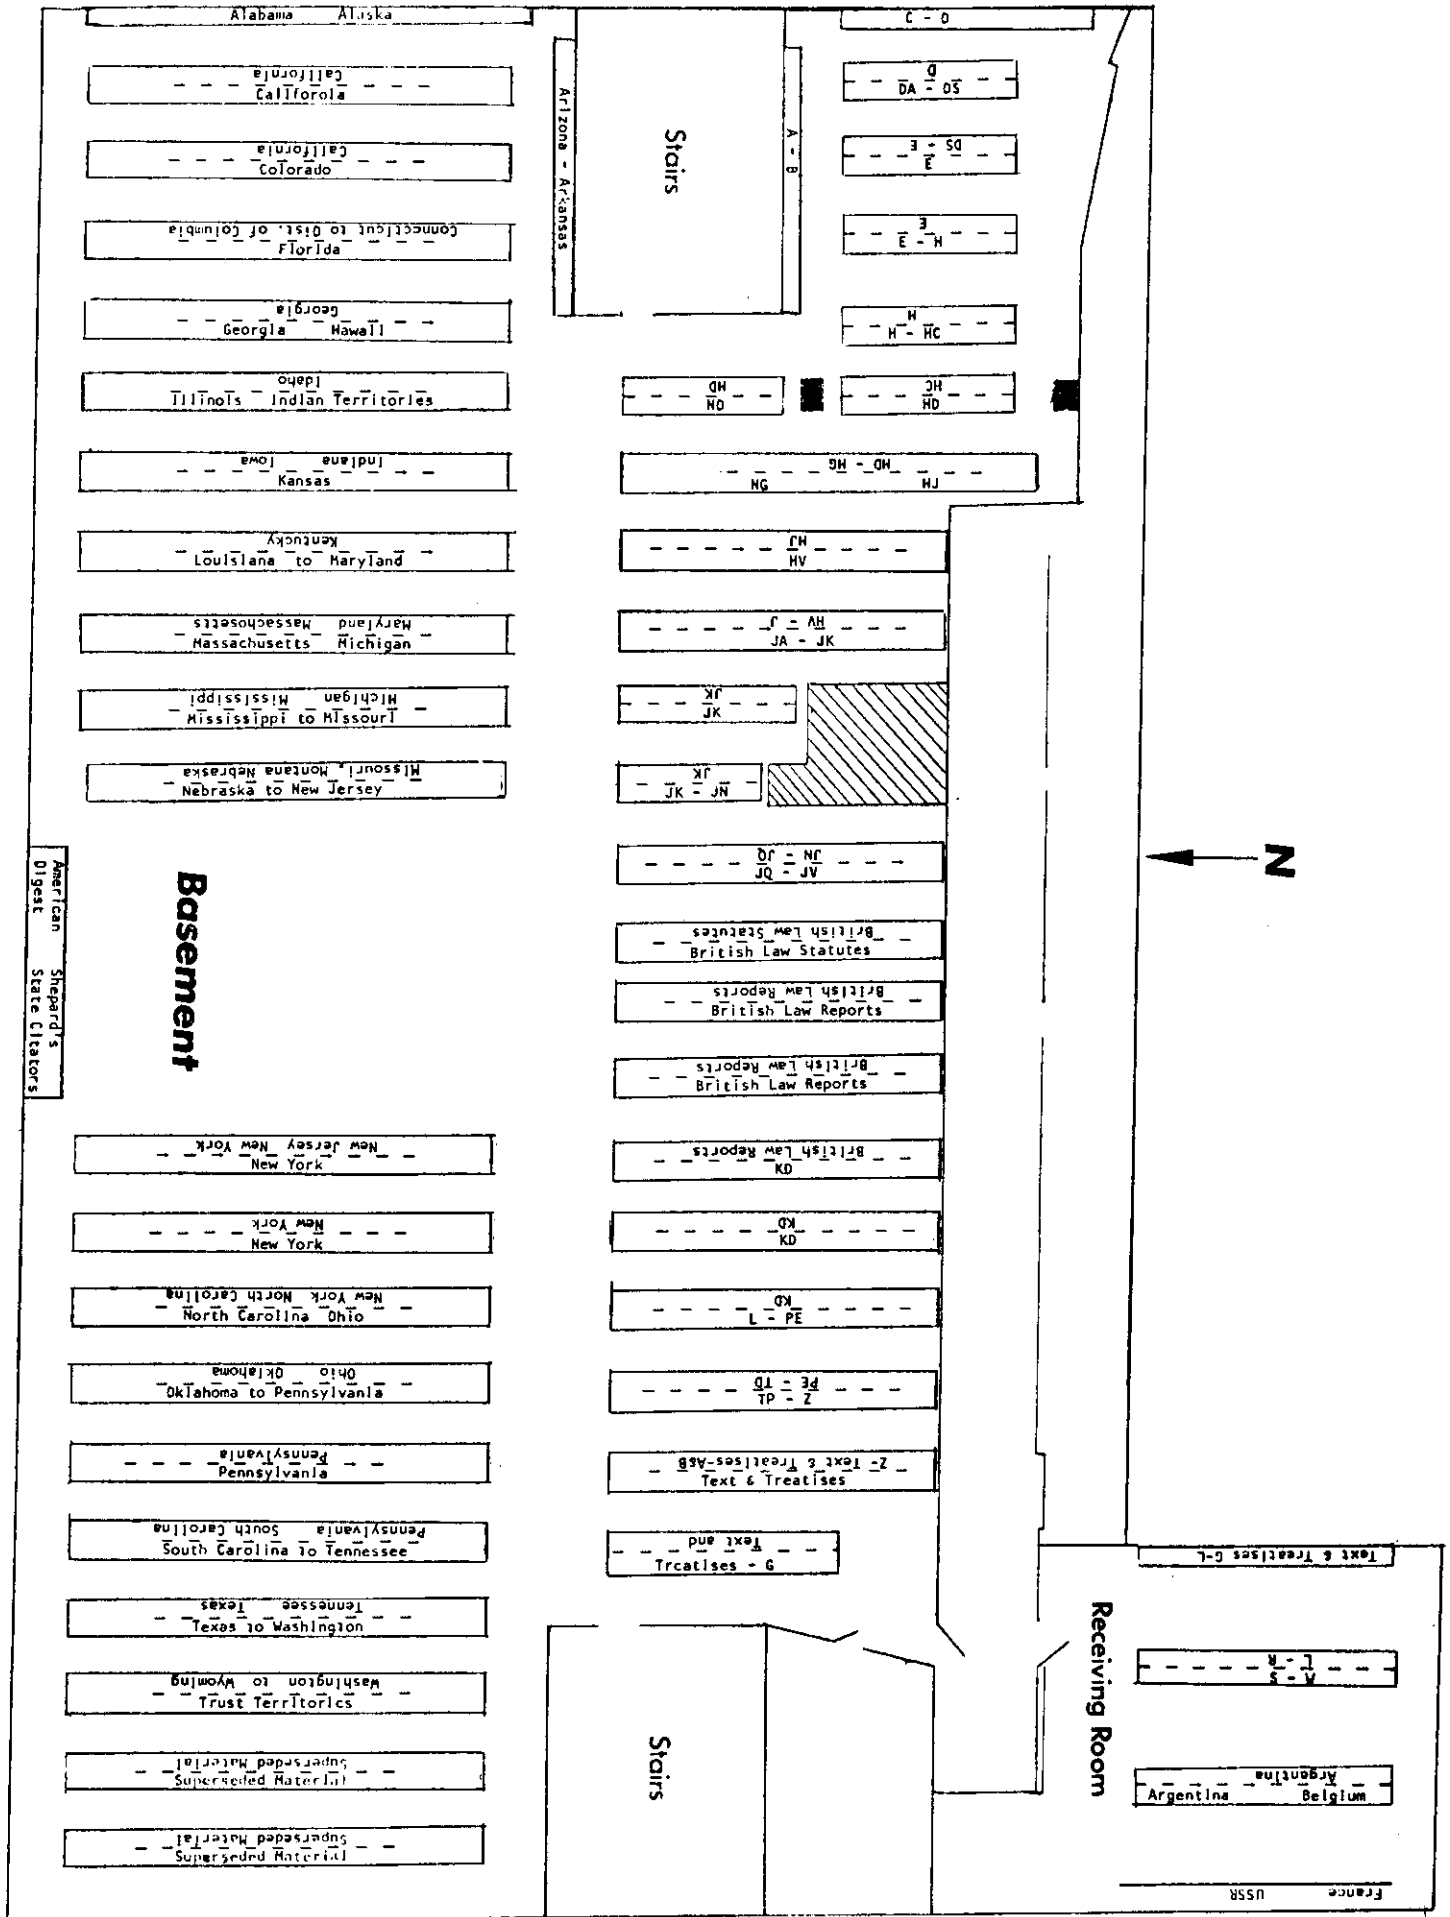 Alabama Alaska
California
California
California
Colorado
Connecticut to Dist. of Columbia
Florida
Georgia
Georgia Hawaii
Idaho
Illinois - Indian Territories
Indiana Iowa
Kansas
Kentucky
Louisiana to Maryland
Maryland Massachusetts
Massachusetts Michigan
Michigan Mississippi
Mississippi to Missouri
Missouri, Montana Nebraska
Nebraska to New Jersey
American Digest
Shepard's State Citators
Basement
New Jersey New York
New York
New York
New York
New York North Carolina
North Carolina Ohio
Ohio - Oklahoma
Oklahoma to Pennsylvania
Pennsylvania
Pennsylvania
Pennsylvania South Carolina
South Carolina to Tennessee
Tennessee Texas
Texas to Washington
Washington to Wyoming
Trust Territories
Superseded Material
Superseded Material
Superseded Material
Superseded Material
Arizona - Arkansas
Stairs
A - B
C - D
D
DA - DS
DS - E
E
E
E - H
H
H - HC
HD
HD
HC
HD
HD - HG
HG HJ
HJ
HV
HV - J
JA - JK
JK
JK
JK
JK - JN
JN - JQ
JQ - JV
British Law Statutes
British Law Statutes
British Law Reports
British Law Reports
British Law Reports
British Law Reports
British Law Reports
KD
KD
KD
KD
L - PE
PE - TD
TP - Z
Z- Text & Treatises-A&B
Text & Treatises
Text and
Treatises - G
Stairs
N
Receiving Room
Text & Treatises G-L
L - R
M - S
Argentina
Argentina Belgium
France USSR